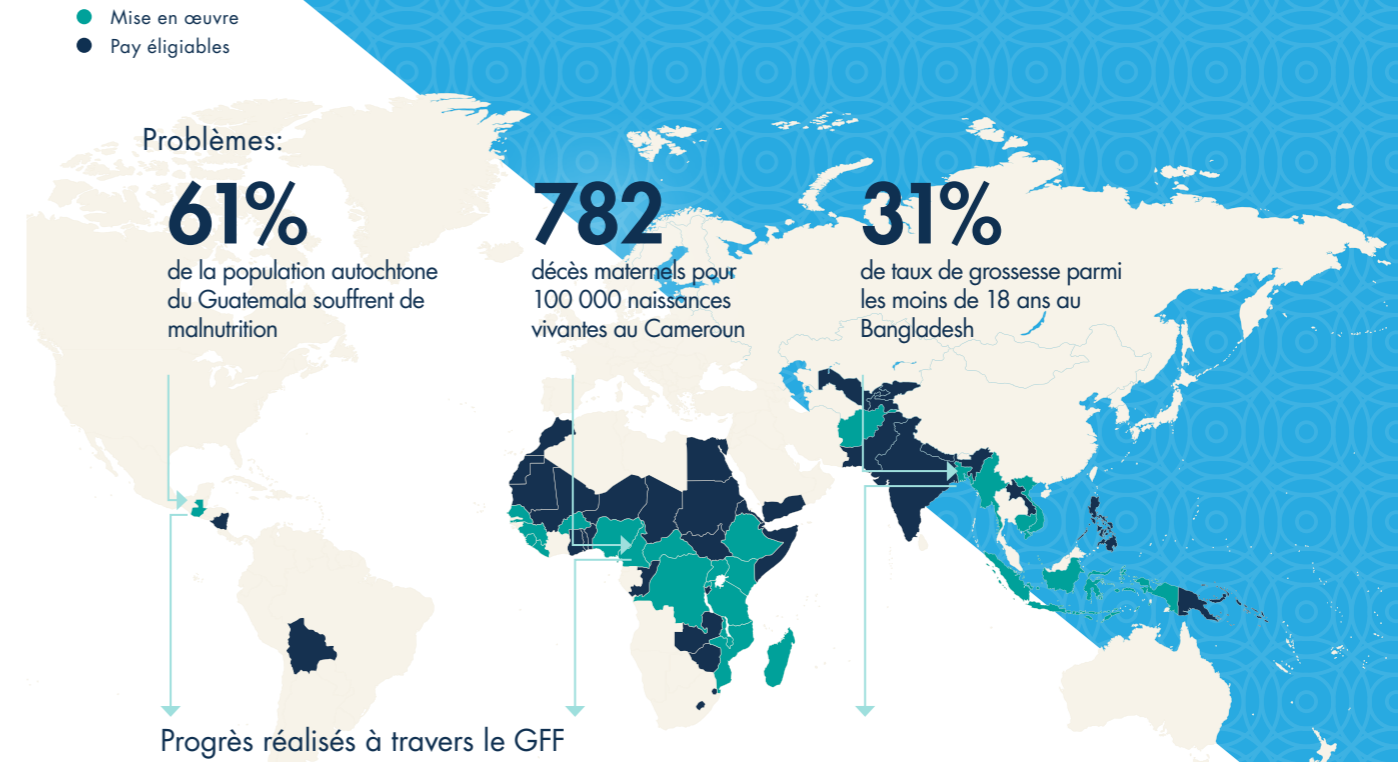 Mise en œuvre
Pay éligibles
Problèmes:
61%
de la population autochtone
du Guatemala souffrent de
malnutrition
782
décès maternels pour
100 000 naissances
vivantes au Cameroun
31%
de taux de grossesse parmi
les moins de 18 ans au
Bangladesh
Progrès réalisés à travers le GFF